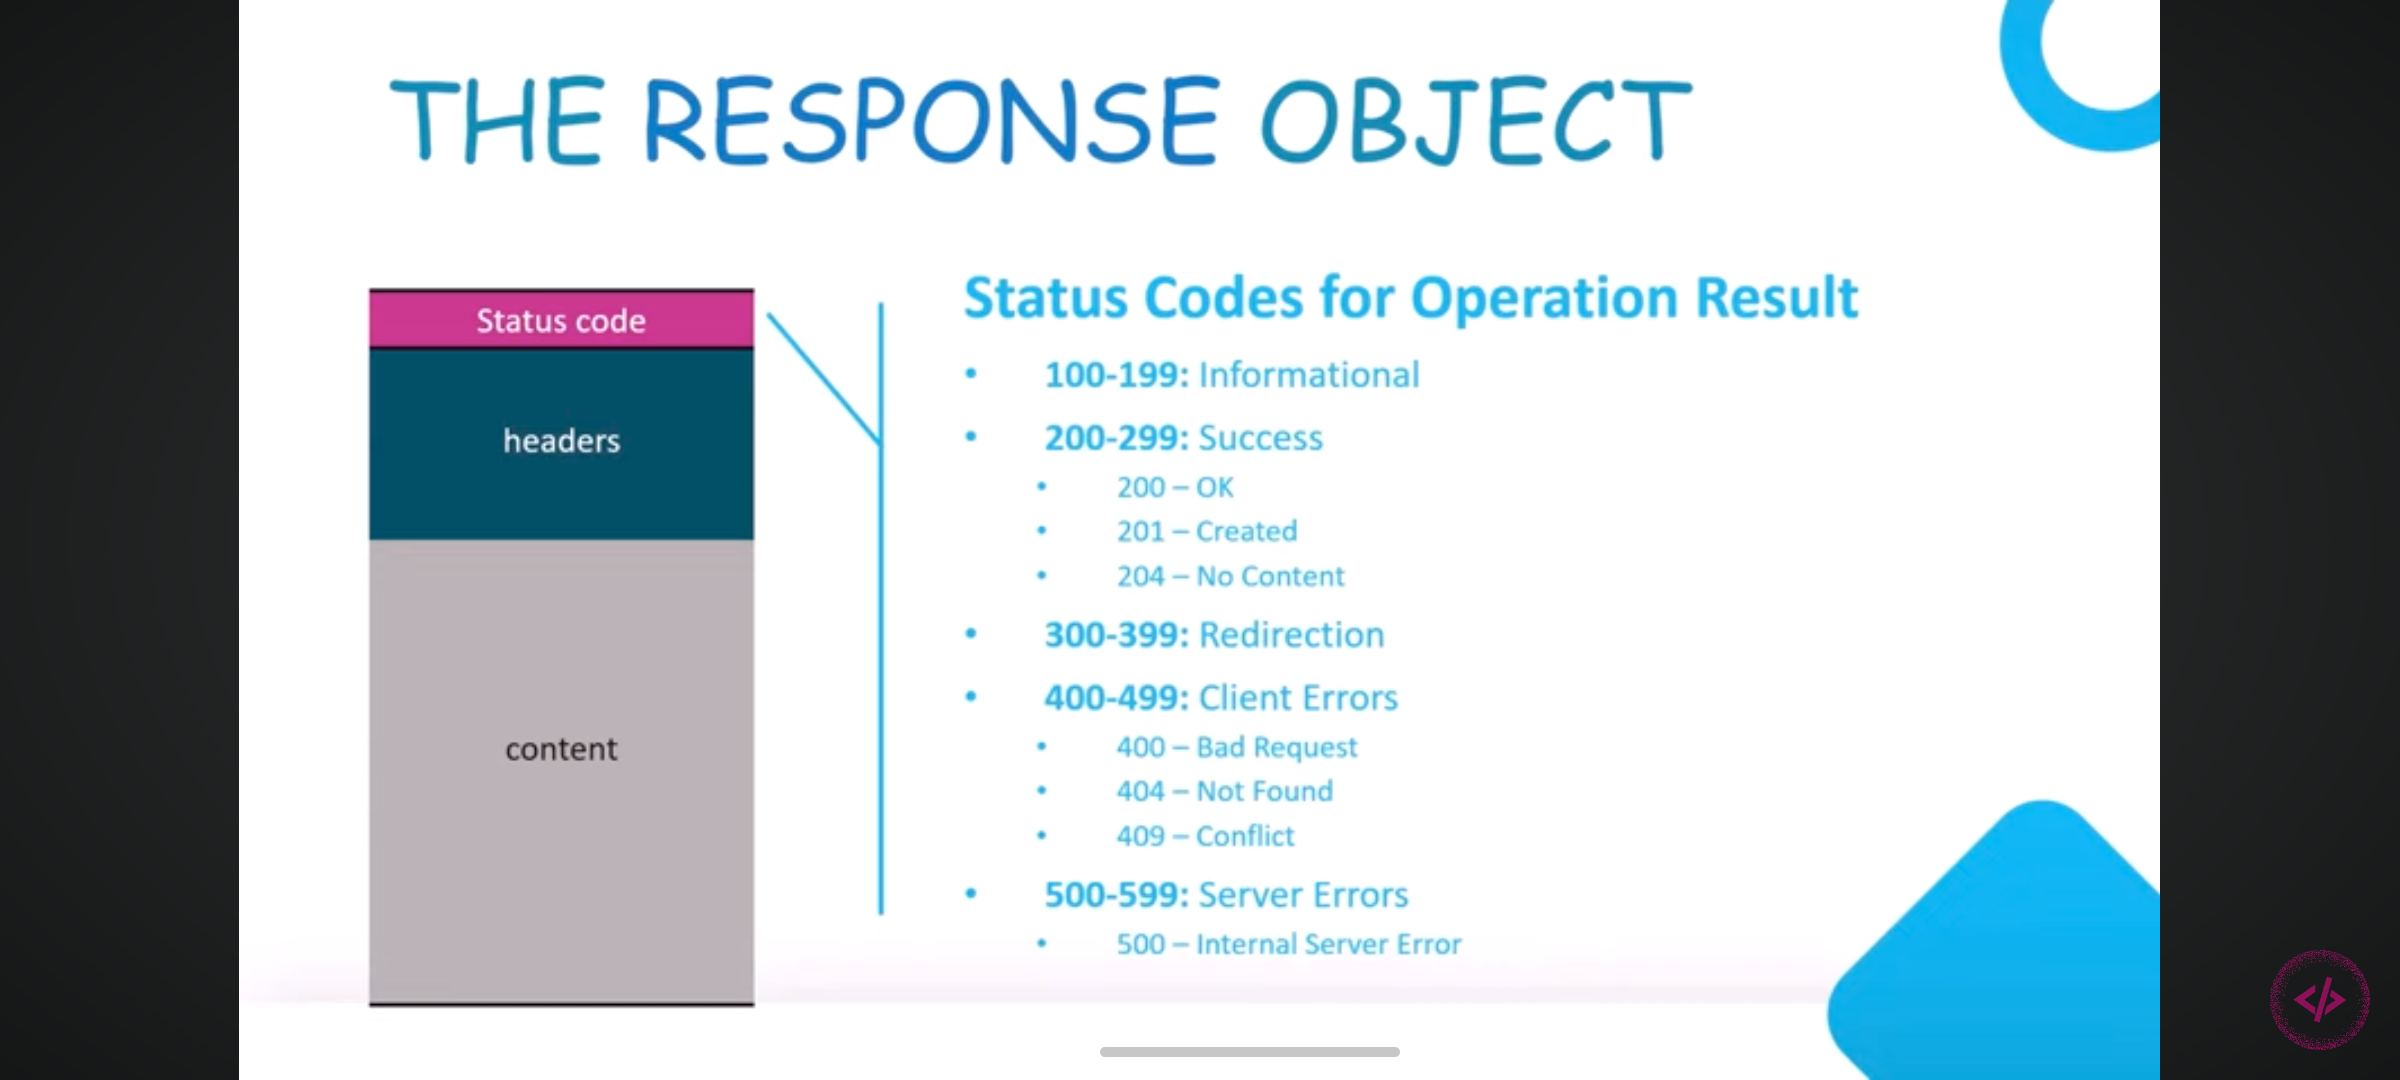 THE RESPONSE OBJECT
Status code
headers
content
Status Codes for Operation Result
• 100-199: Informational
• 200-299: Success
• 200 – OK
• 201 – Created
• 204 – No Content
• 300-399: Redirection
• 400-499: Client Errors
• 400 – Bad Request
• 404 – Not Found
• 409 – Conflict
• 500-599: Server Errors
• 500 – Internal Server Error